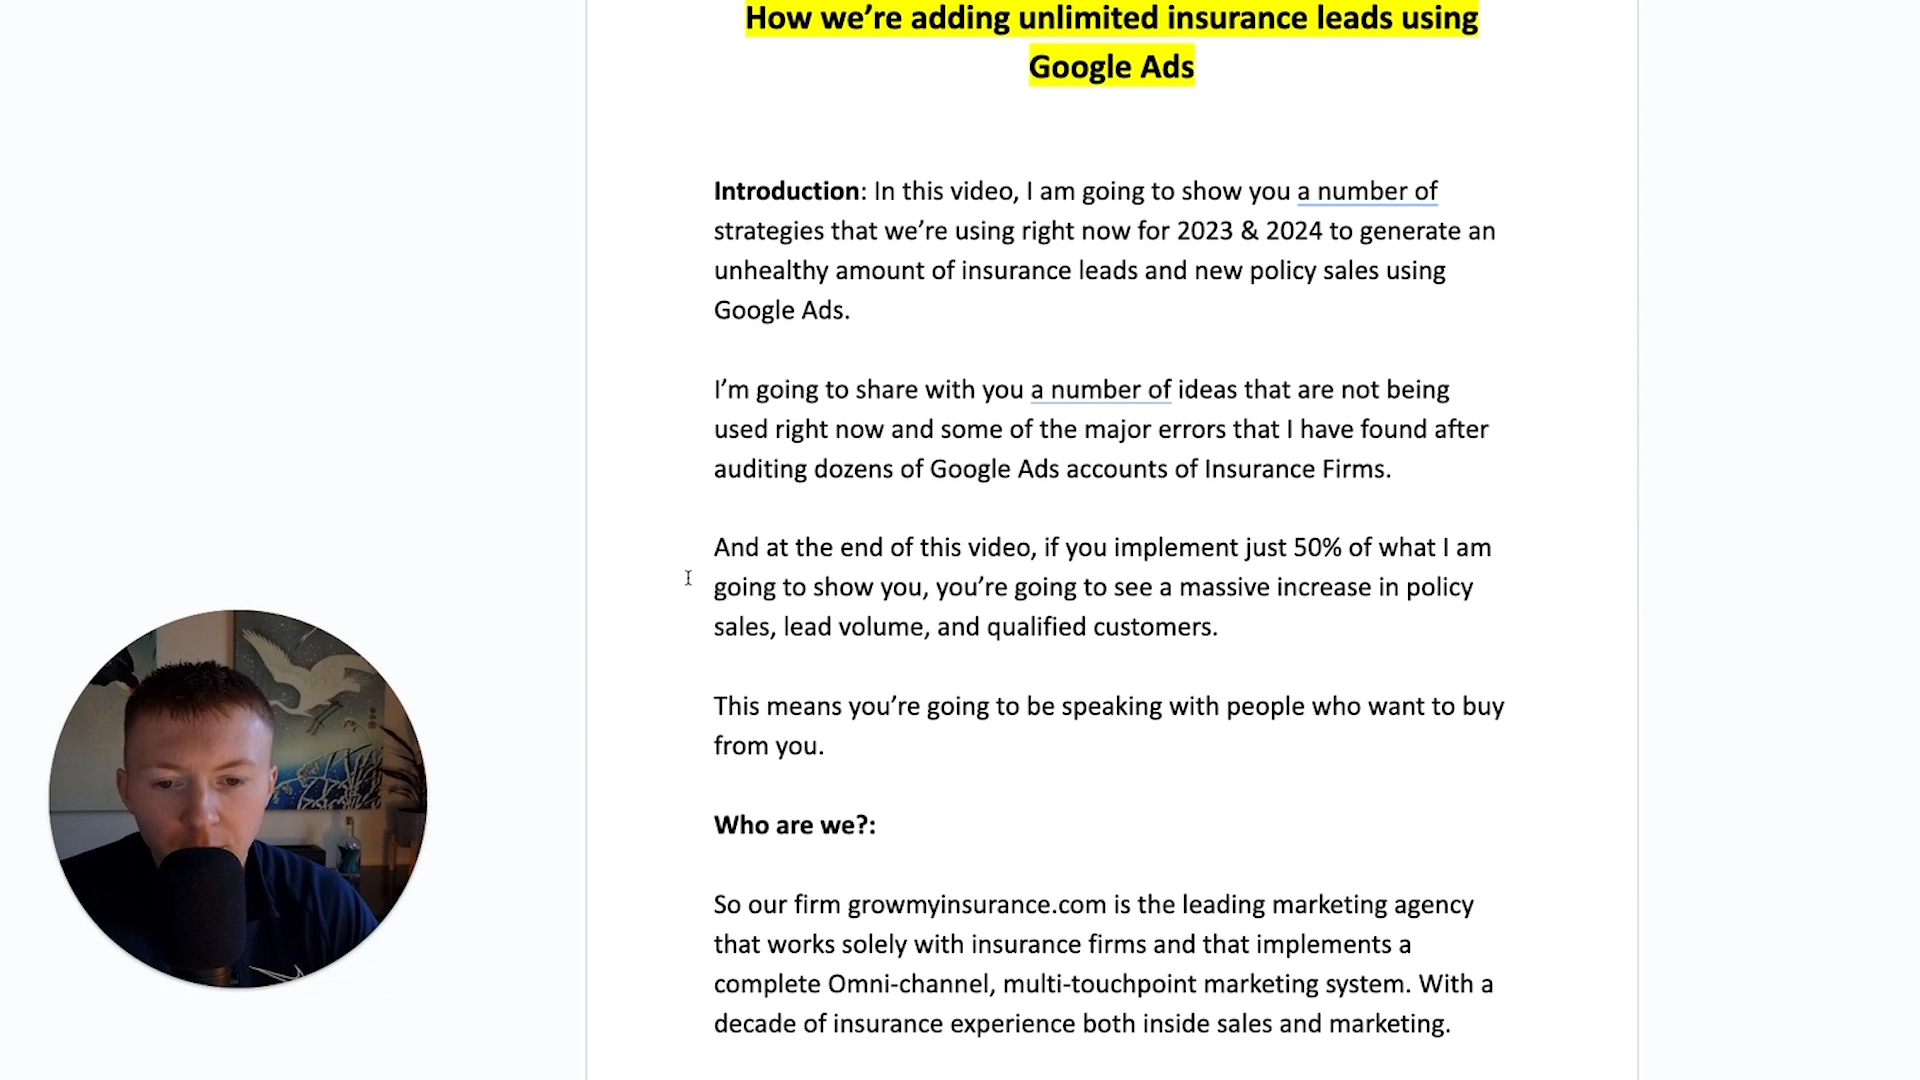 How we’re adding unlimited insurance leads using
Google Ads
Introduction: In this video, I am going to show you a number of
strategies that we’re using right now for 2023 & 2024 to generate an
unhealthy amount of insurance leads and new policy sales using
Google Ads.
I’m going to share with you a number of ideas that are not being
used right now and some of the major errors that I have found after
auditing dozens of Google Ads accounts of Insurance Firms.
And at the end of this video, if you implement just 50% of what I am
going to show you, you’re going to see a massive increase in policy
sales, lead volume, and qualified customers.
This means you’re going to be speaking with people who want to buy
from you.
Who are we?:
So our firm growmyinsurance.com is the leading marketing agency
that works solely with insurance firms and that implements a
complete Omni-channel, multi-touchpoint marketing system. With a
decade of insurance experience both inside sales and marketing.